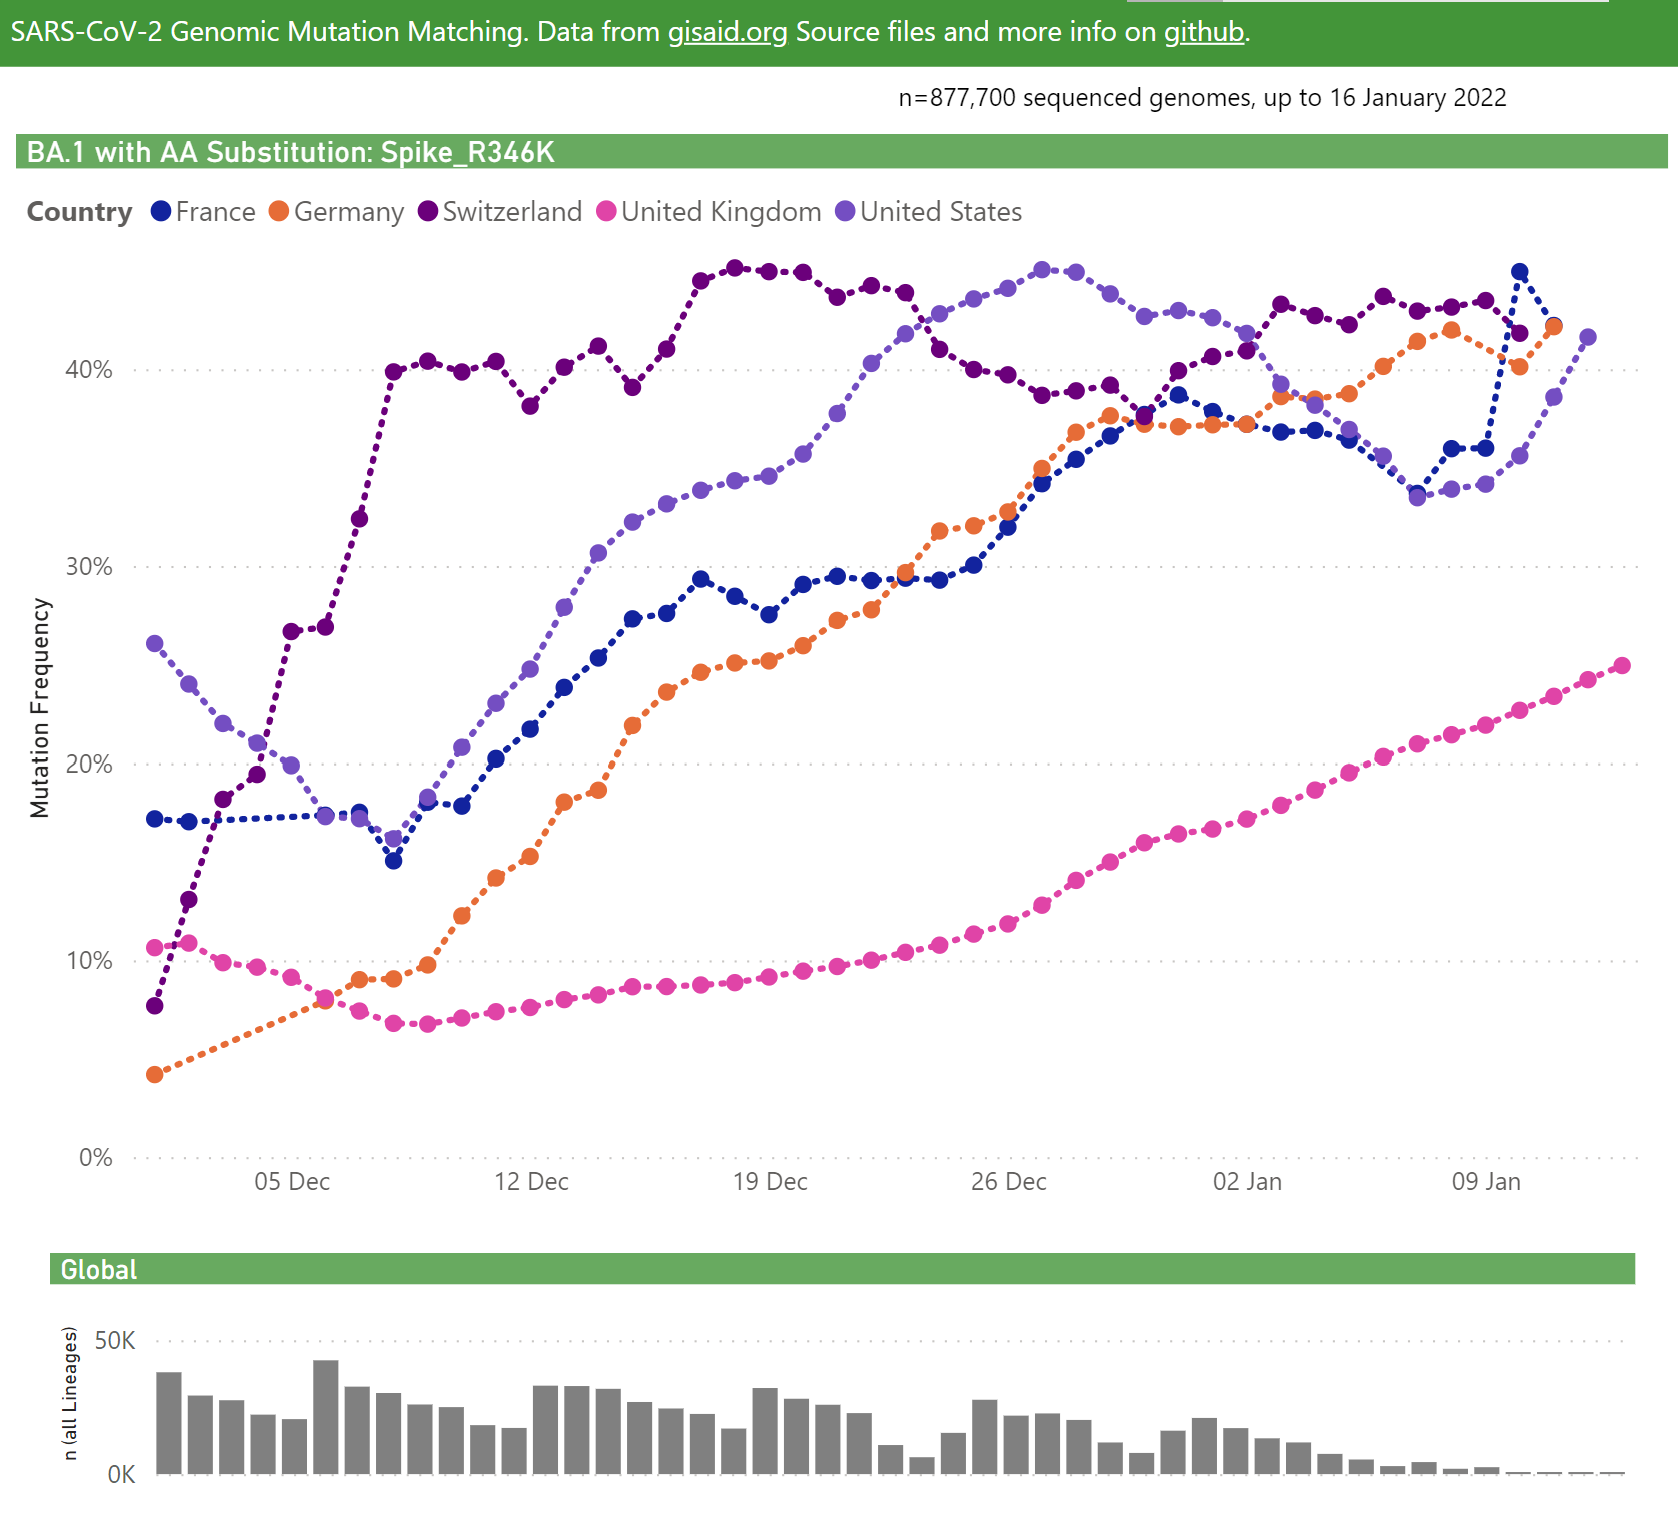 SARS-CoV-2 Genomic Mutation Matching. Data from gisaid.org Source files and more info on github.
n=877,700 sequenced genomes, up to 16 January 2022
BA.1 with AA Substitution: Spike_R346K
Country France Germany Switzerland United Kingdom United States
Mutation Frequency
40%
30%
20%
10%
0%
05 Dec 12 Dec 19 Dec 26 Dec 02 Jan 09 Jan
Global
n (all Lineages)
50K
0K